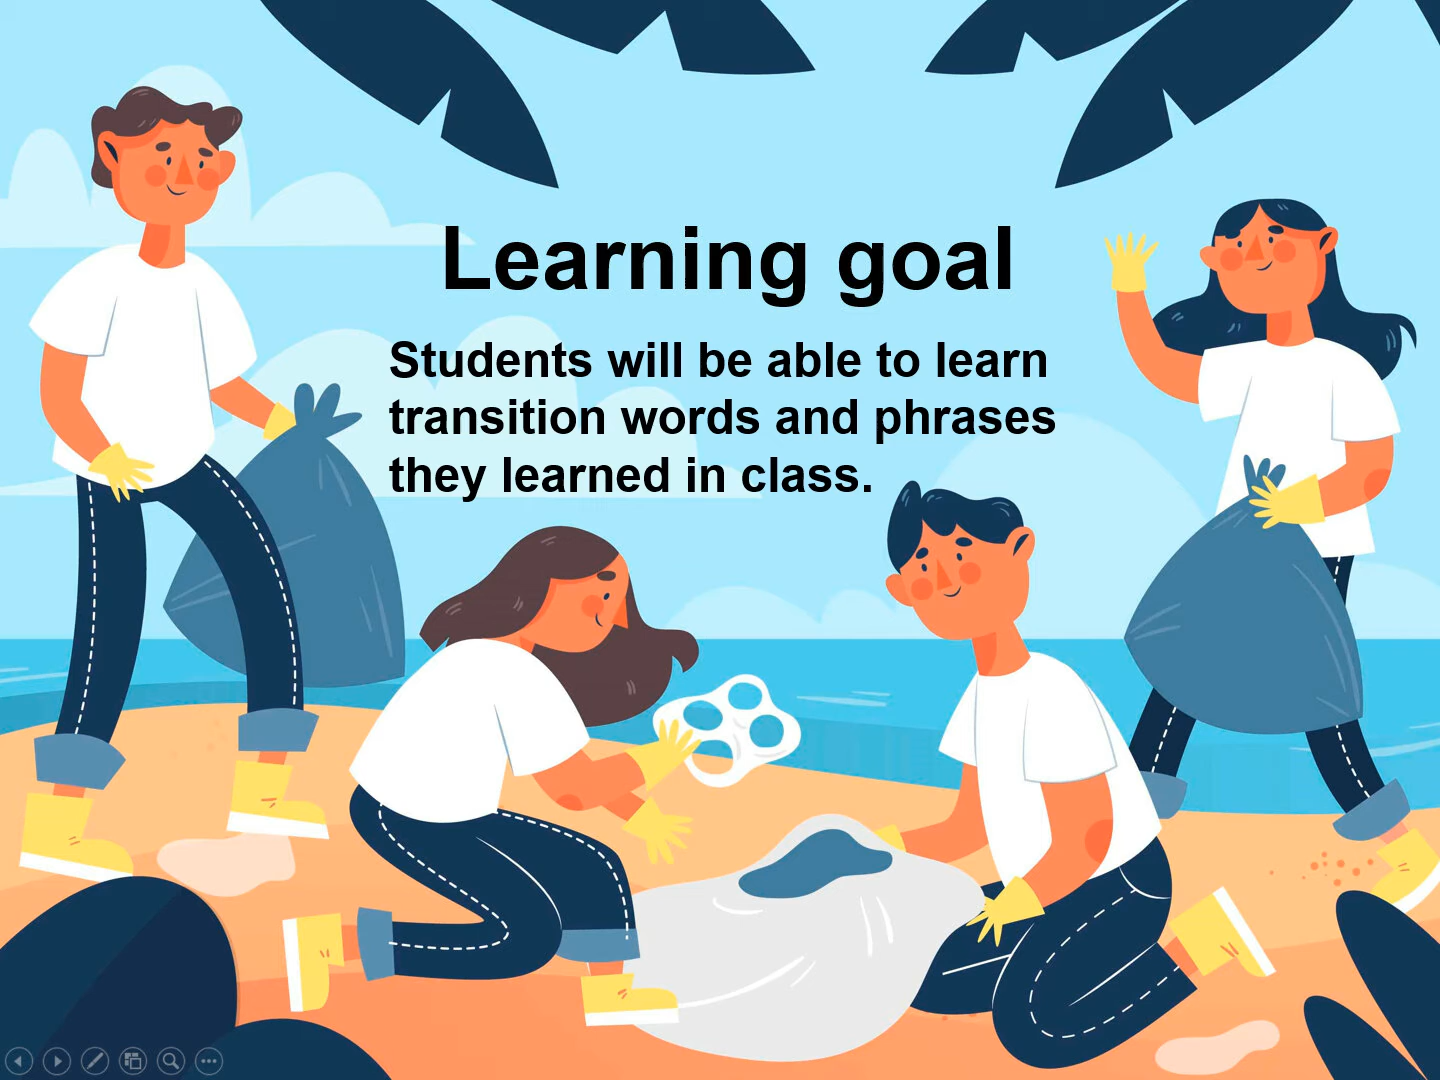 Learning goal
Students will be able to learn
transition words and phrases
they learned in class.